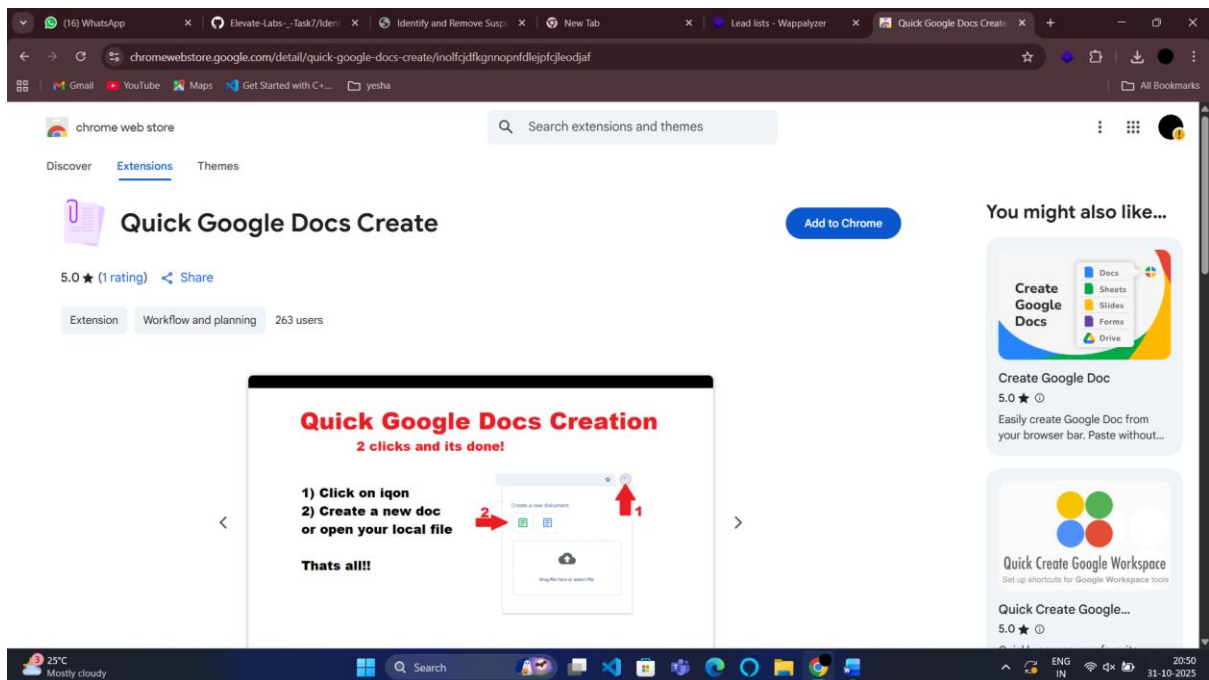 (16) WhatsApp
Elevate-Labs-_-Task7/Ident
Identify and Remove Susp
New Tab
Lead lists - Wappalyzer
Quick Google Docs Create
chromewebstore.google.com/detail/quick-google-docs-create/inolfcjdfkgnnopnfdlejpfcjleodjaf
Gmail
YouTube
Maps
Get Started with C+...
yesha
All Bookmarks
chrome web store
Search extensions and themes
Discover
Extensions
Themes
Quick Google Docs Create
Add to Chrome
5.0 ★ (1 rating)
Share
Extension
Workflow and planning
263 users
Quick Google Docs Creation
2 clicks and its done!
1) Click on iqon
2) Create a new doc
or open your local file
Thats all!!
Create a new document
2
1
Drag file here or select file
You might also like...
Create
Google
Docs
Docs
Sheets
Slides
Forms
Drive
Create Google Doc
5.0 ★
Easily create Google Doc from
your browser bar. Paste without...
Quick Create Google Workspace
Set up shortcuts for Google Workspace tools
Quick Create Google...
5.0 ★
3
25°C
Mostly cloudy
Search
ENG
IN
20:50
31-10-2025